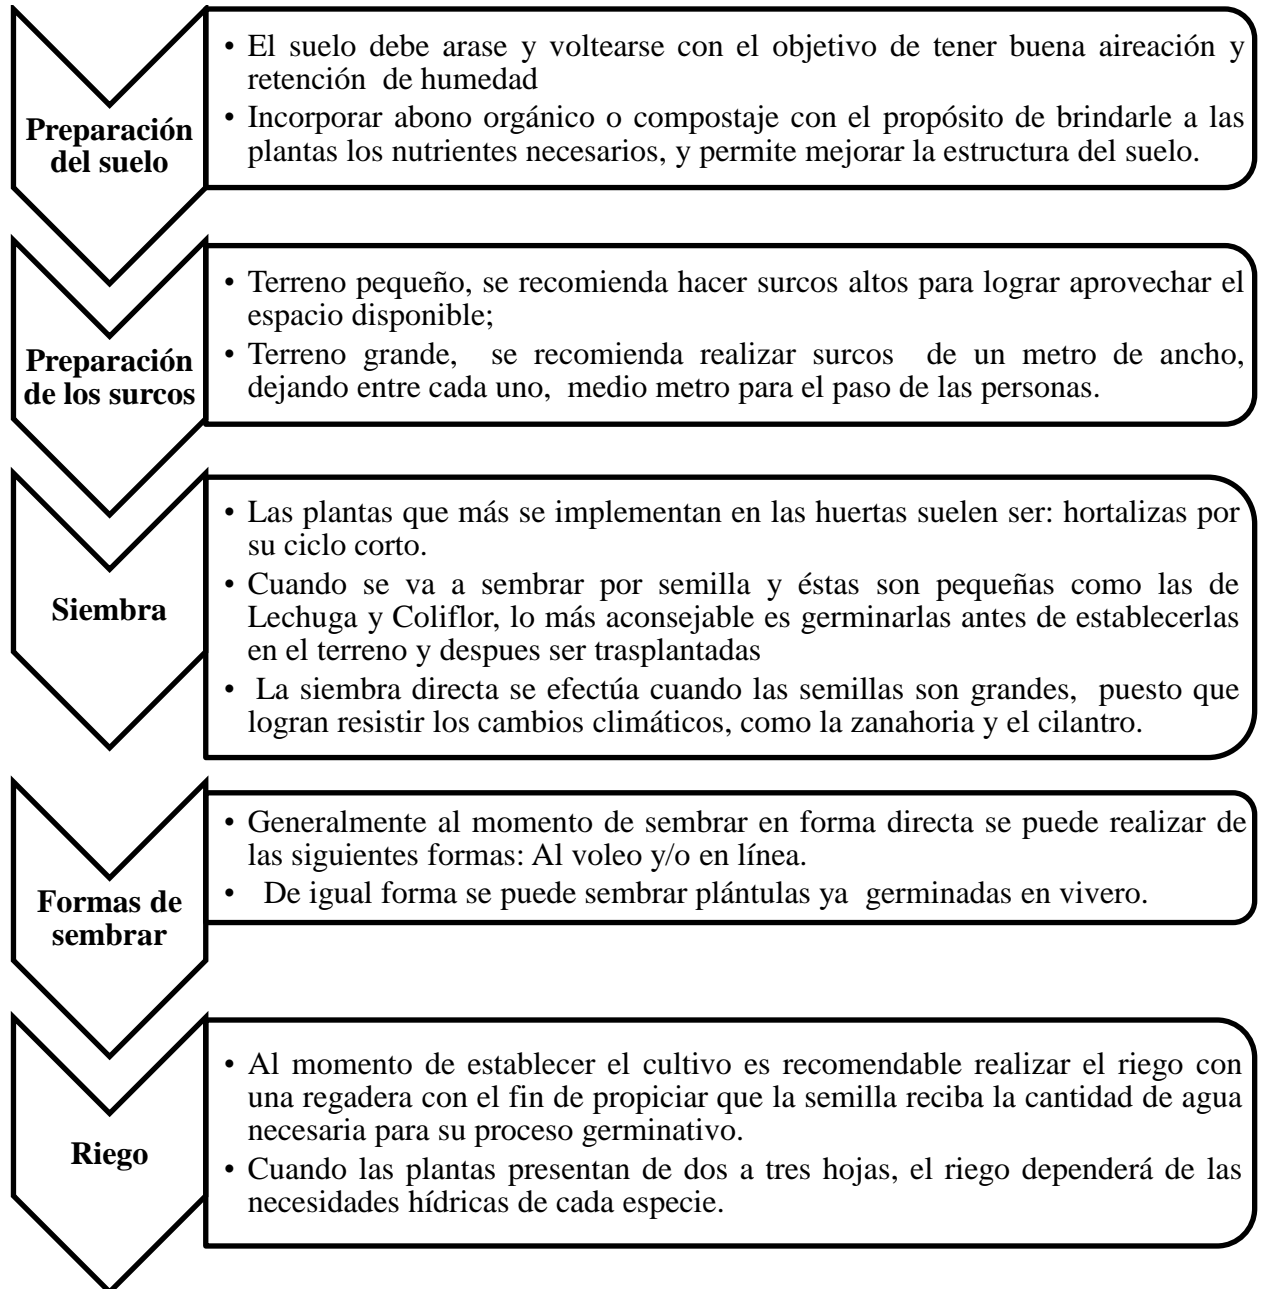 Preparación
del suelo
• El suelo debe arase y voltearse con el objetivo de tener buena aireación y
retención de humedad
• Incorporar abono orgánico o compostaje con el propósito de brindarle a las
plantas los nutrientes necesarios, y permite mejorar la estructura del suelo.
Preparación
de los surcos
• Terreno pequeño, se recomienda hacer surcos altos para lograr aprovechar el
espacio disponible;
• Terreno grande, se recomienda realizar surcos de un metro de ancho,
dejando entre cada uno, medio metro para el paso de las personas.
Siembra
• Las plantas que más se implementan en las huertas suelen ser: hortalizas por
su ciclo corto.
• Cuando se va a sembrar por semilla y éstas son pequeñas como las de
Lechuga y Coliflor, lo más aconsejable es germinarlas antes de establecerlas
en el terreno y despues ser trasplantadas
• La siembra directa se efectúa cuando las semillas son grandes, puesto que
logran resistir los cambios climáticos, como la zanahoria y el cilantro.
Formas de
sembrar
• Generalmente al momento de sembrar en forma directa se puede realizar de
las siguientes formas: Al voleo y/o en línea.
• De igual forma se puede sembrar plántulas ya germinadas en vivero.
Riego
• Al momento de establecer el cultivo es recomendable realizar el riego con
una regadera con el fin de propiciar que la semilla reciba la cantidad de agua
necesaria para su proceso germinativo.
• Cuando las plantas presentan de dos a tres hojas, el riego dependerá de las
necesidades hídricas de cada especie.